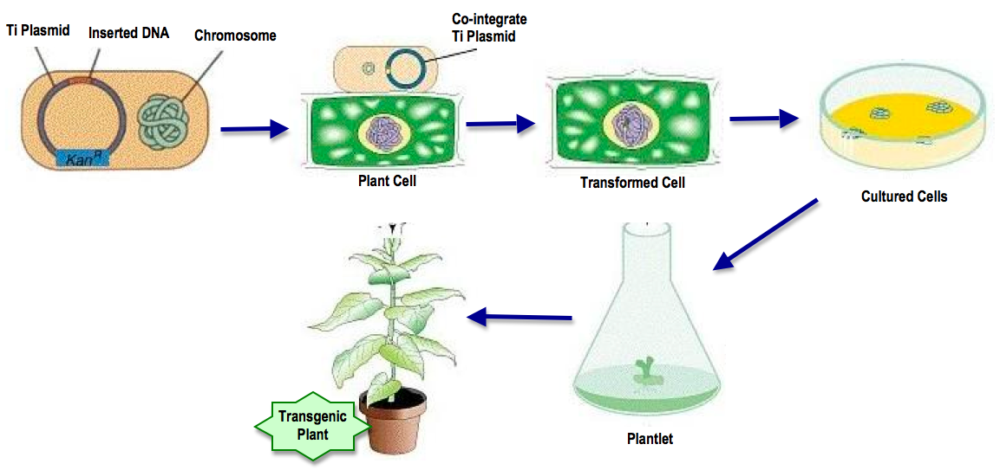 Ti Plasmid
Inserted DNA
Chromosome
Kan^R
Co-integrate
Ti Plasmid
Plant Cell
Transformed Cell
Cultured Cells
Plantlet
Transgenic
Plant